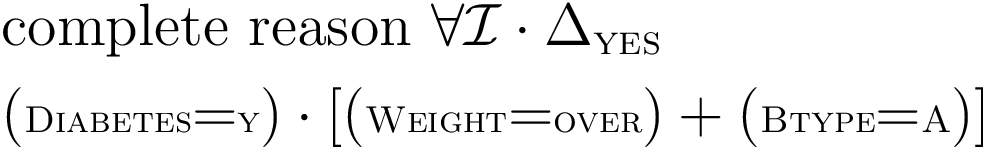 complete reason ∀ℐ · Δ_YES
(DIABETES=Y) · [(WEIGHT=OVER) + (BTYPE=A)]